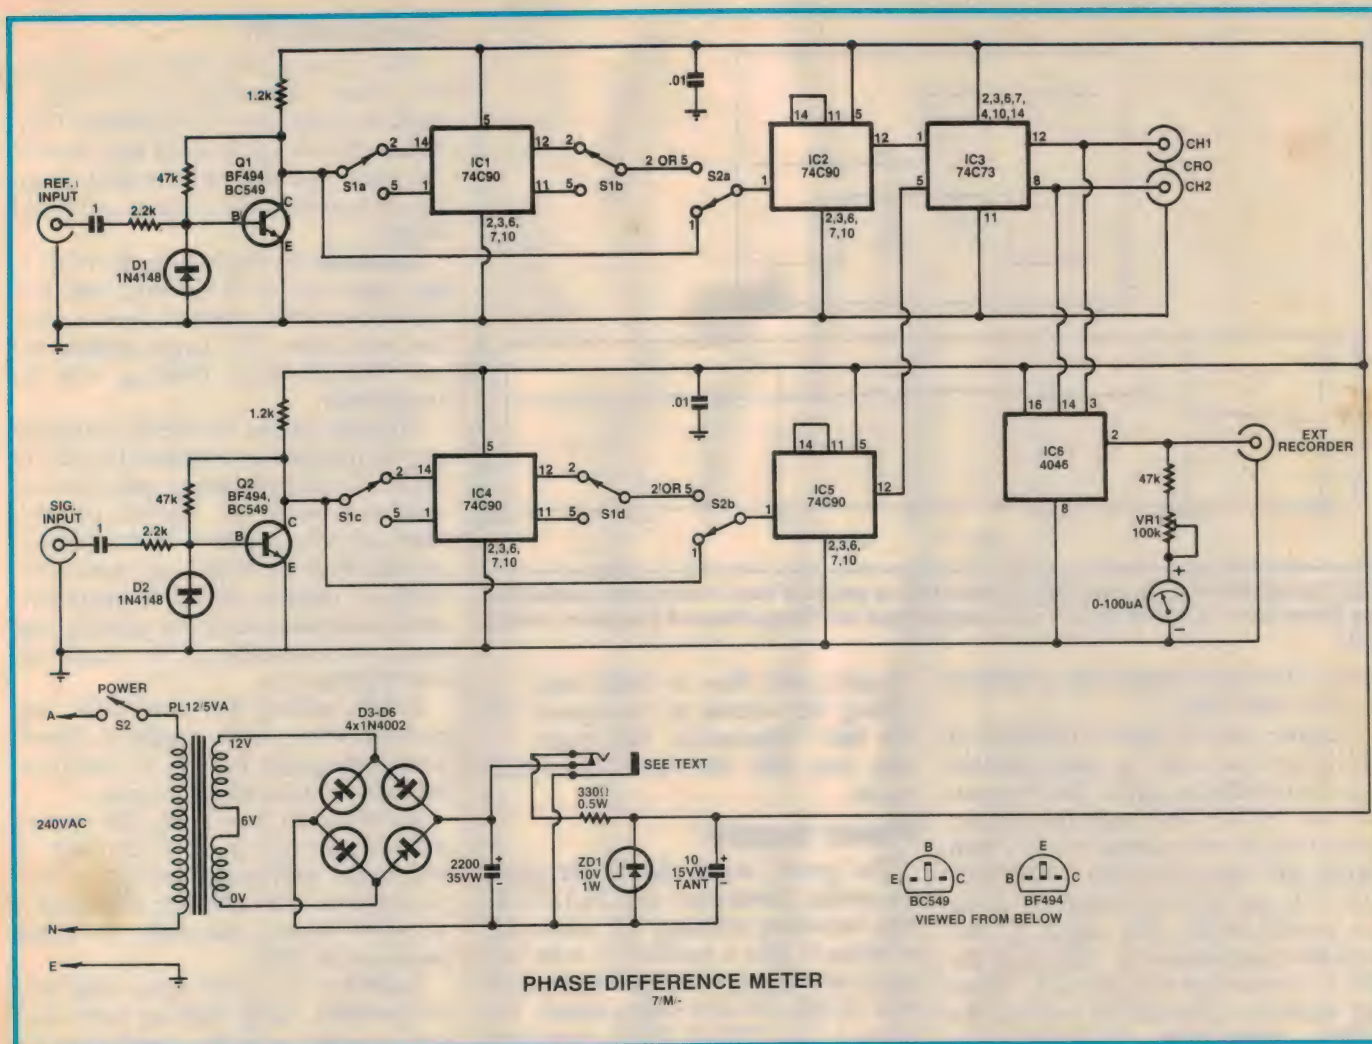 1.2k
.01
2,3,6,7,
4,10,14
14
11
5
5
Q1
BF494
BC549
47k
REF.
INPUT
1
2.2k
B
C
E
D1
1N4148
S1a
2
14
5
1
IC1
74C90
12
2
11
5
S1b
2 OR 5
S2a
1
1
IC2
74C90
12
1
IC3
74C73
12
8
5
11
CH1
CRO
CH2
2,3,6,
7,10
2,3,6,
7,10
1.2k
.01
5
14
11
5
16
14
3
Q2
BF494,
BC549
47k
SIG.
INPUT
1
2.2k
B
C
E
D2
1N4148
S1c
2
14
5
1
IC4
74C90
12
2
11
5
S1d
2 OR 5
S2b
1
1
IC5
74C90
12
IC6
4046
2
8
EXT
RECORDER
47k
VR1
100k
+
0-100uA
–
2,3,6,
7,10
2,3,6,
7,10
POWER
A
S2
PL12/5VA
12V
6V
0V
240VAC
N
E
D3-D6
4x1N4002
SEE TEXT
330Ω
0.5W
2200
35VW
+
-
ZD1
10V
1W
10
15VW
TANT
+
-
B
E
C
BC549
E
B
C
BF494
VIEWED FROM BELOW
PHASE DIFFERENCE METER
7/M/-